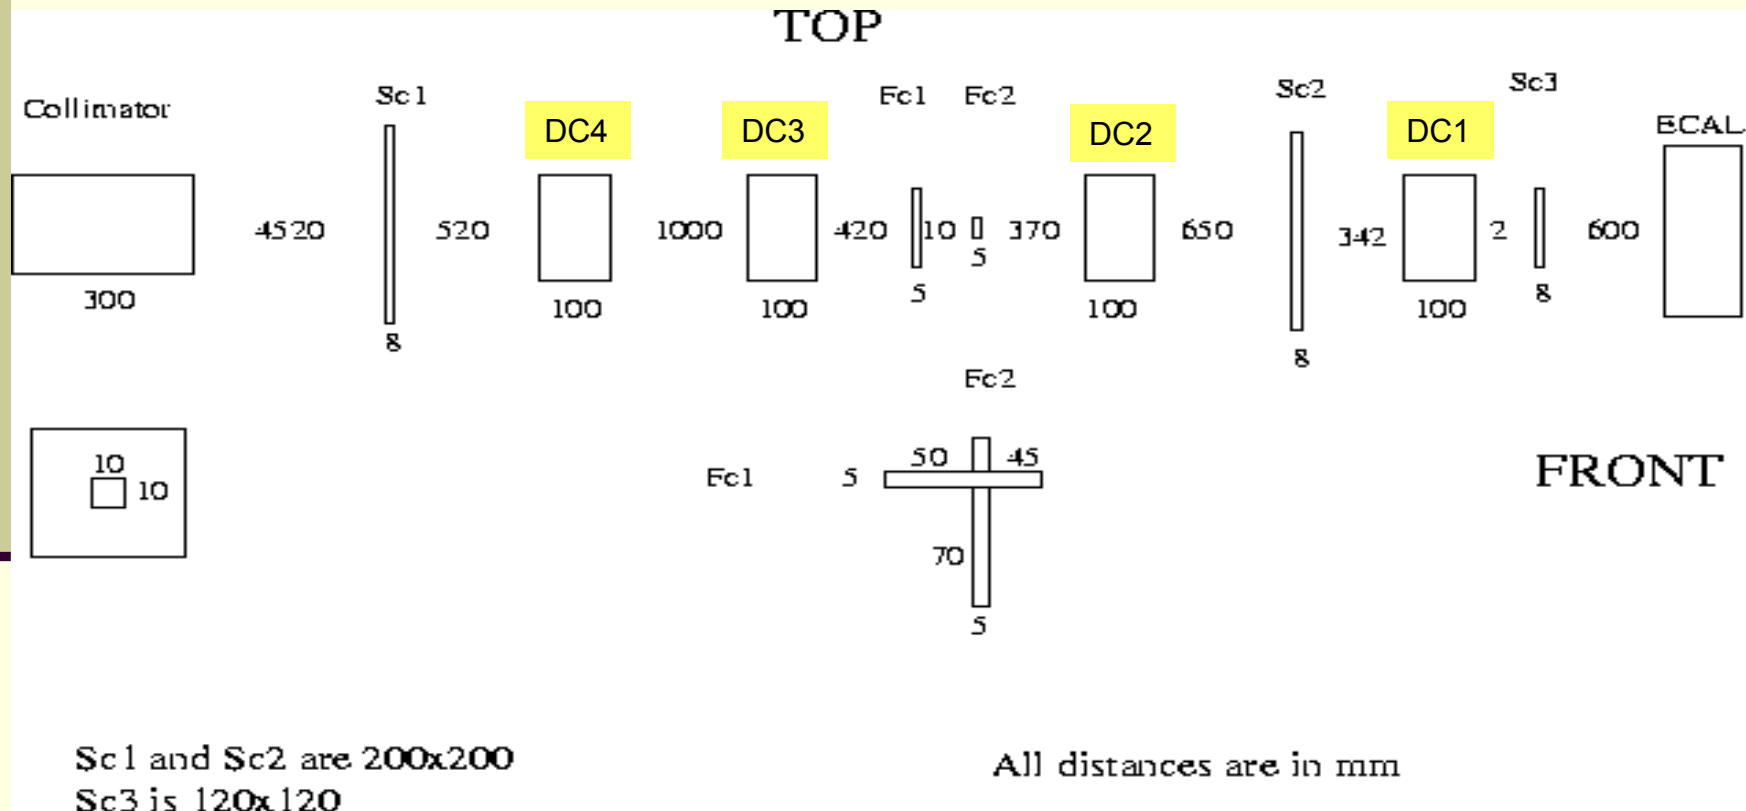 TOP
Collimator Sc1 DC4 DC3 Fc1 Fc2 DC2 Sc2 DC1 Sc3 ECAL
4520 520 1000 420 10 370 650 342 2 600
5
300 8 100 100 5 100 8 100 8
Fc2
10 10
Fc1 5 50 45
FRONT
70
5
Sc1 and Sc2 are 200x200
All distances are in mm
Sc3 is 120x120